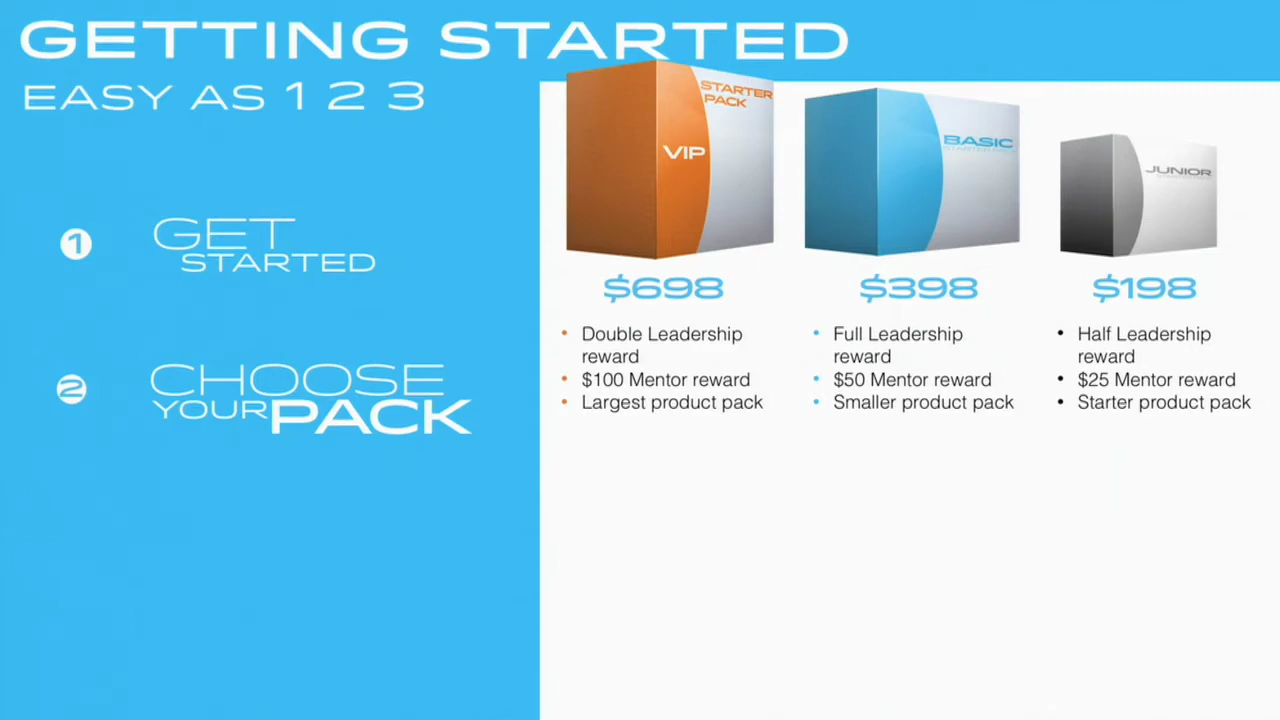 GETTING STARTED
EASY AS 1 2 3
1
GET
STARTED
2
CHOOSE
YOUR PACK
VIP
STARTER
PACK
BASIC
JUNIOR
$698
$398
$198
• Double Leadership
reward
• $100 Mentor reward
• Largest product pack
• Full Leadership
reward
• $50 Mentor reward
• Smaller product pack
• Half Leadership
reward
• $25 Mentor reward
• Starter product pack